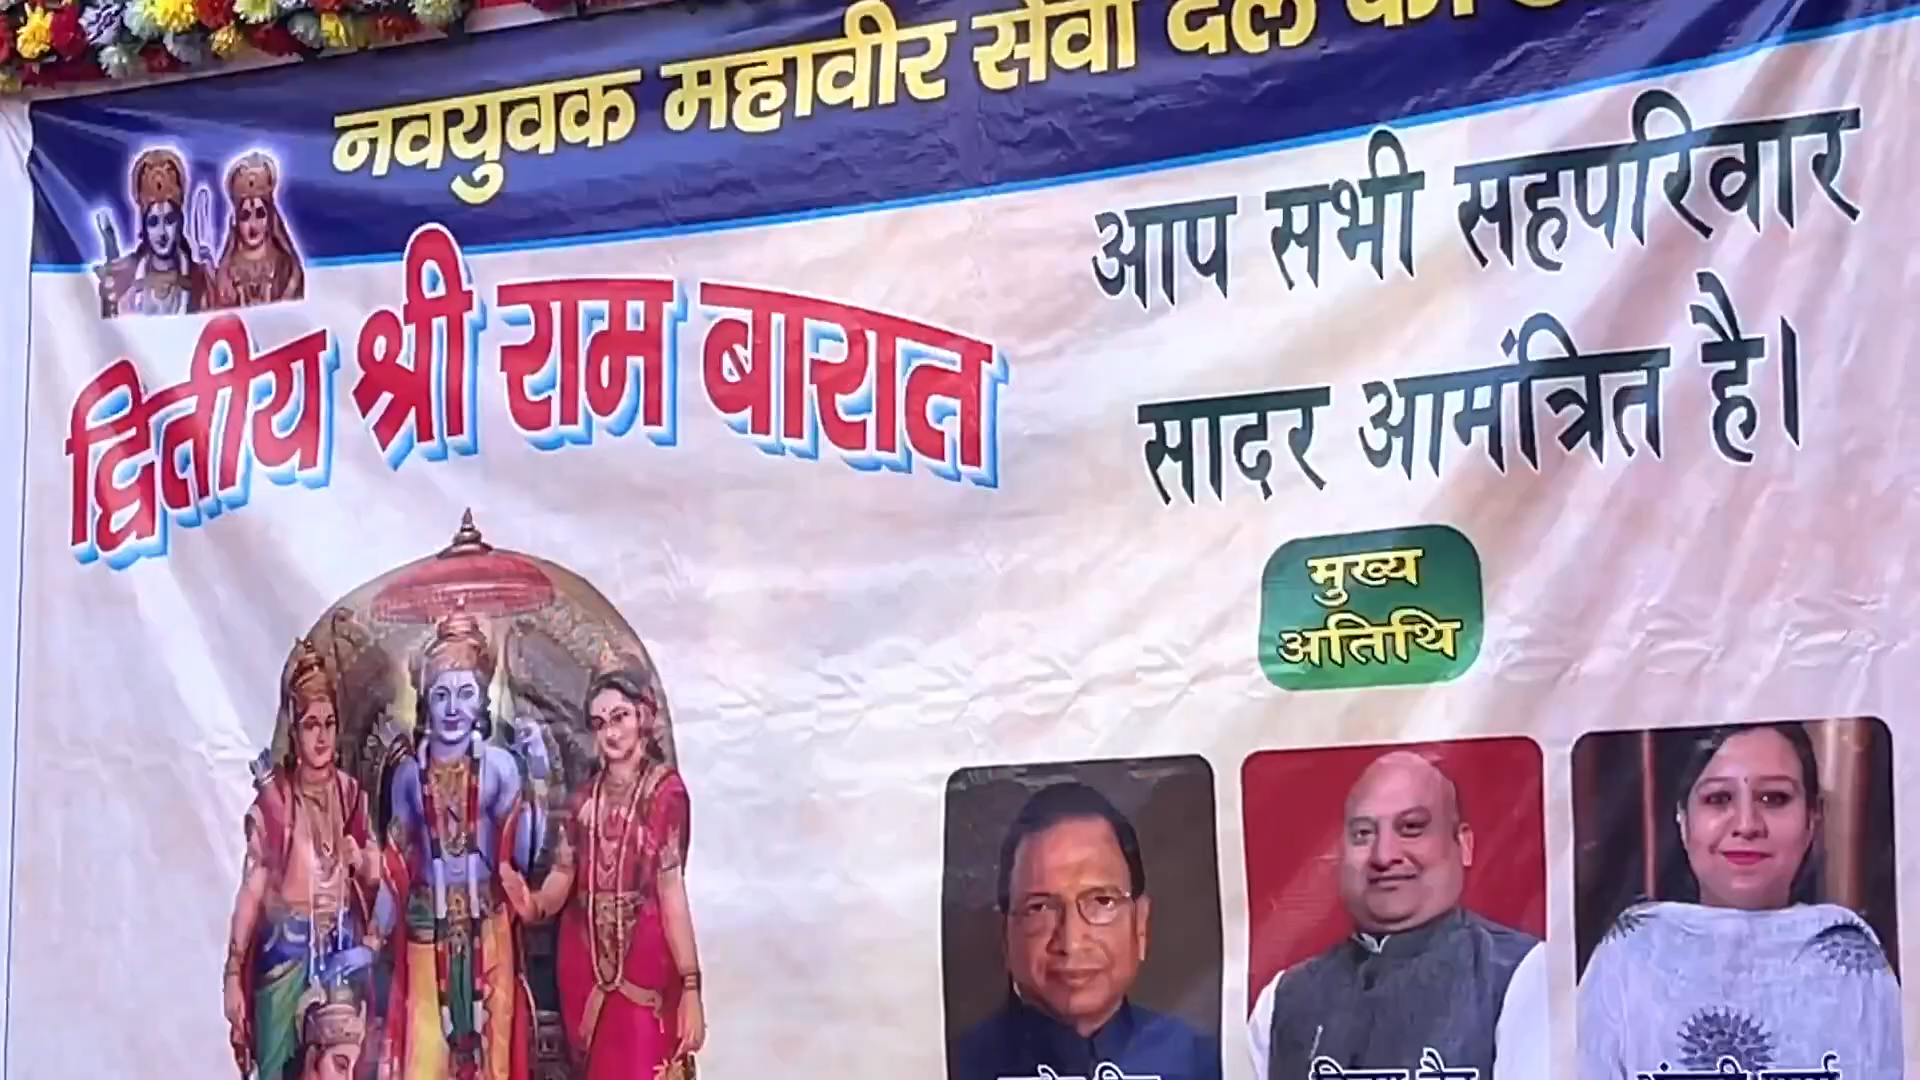 नवयुवक महावीर सेवा दल
द्वितीय श्री राम बारात
आप सभी सहपरिवार
सादर आमंत्रित है।
मुख्य
अतिथि